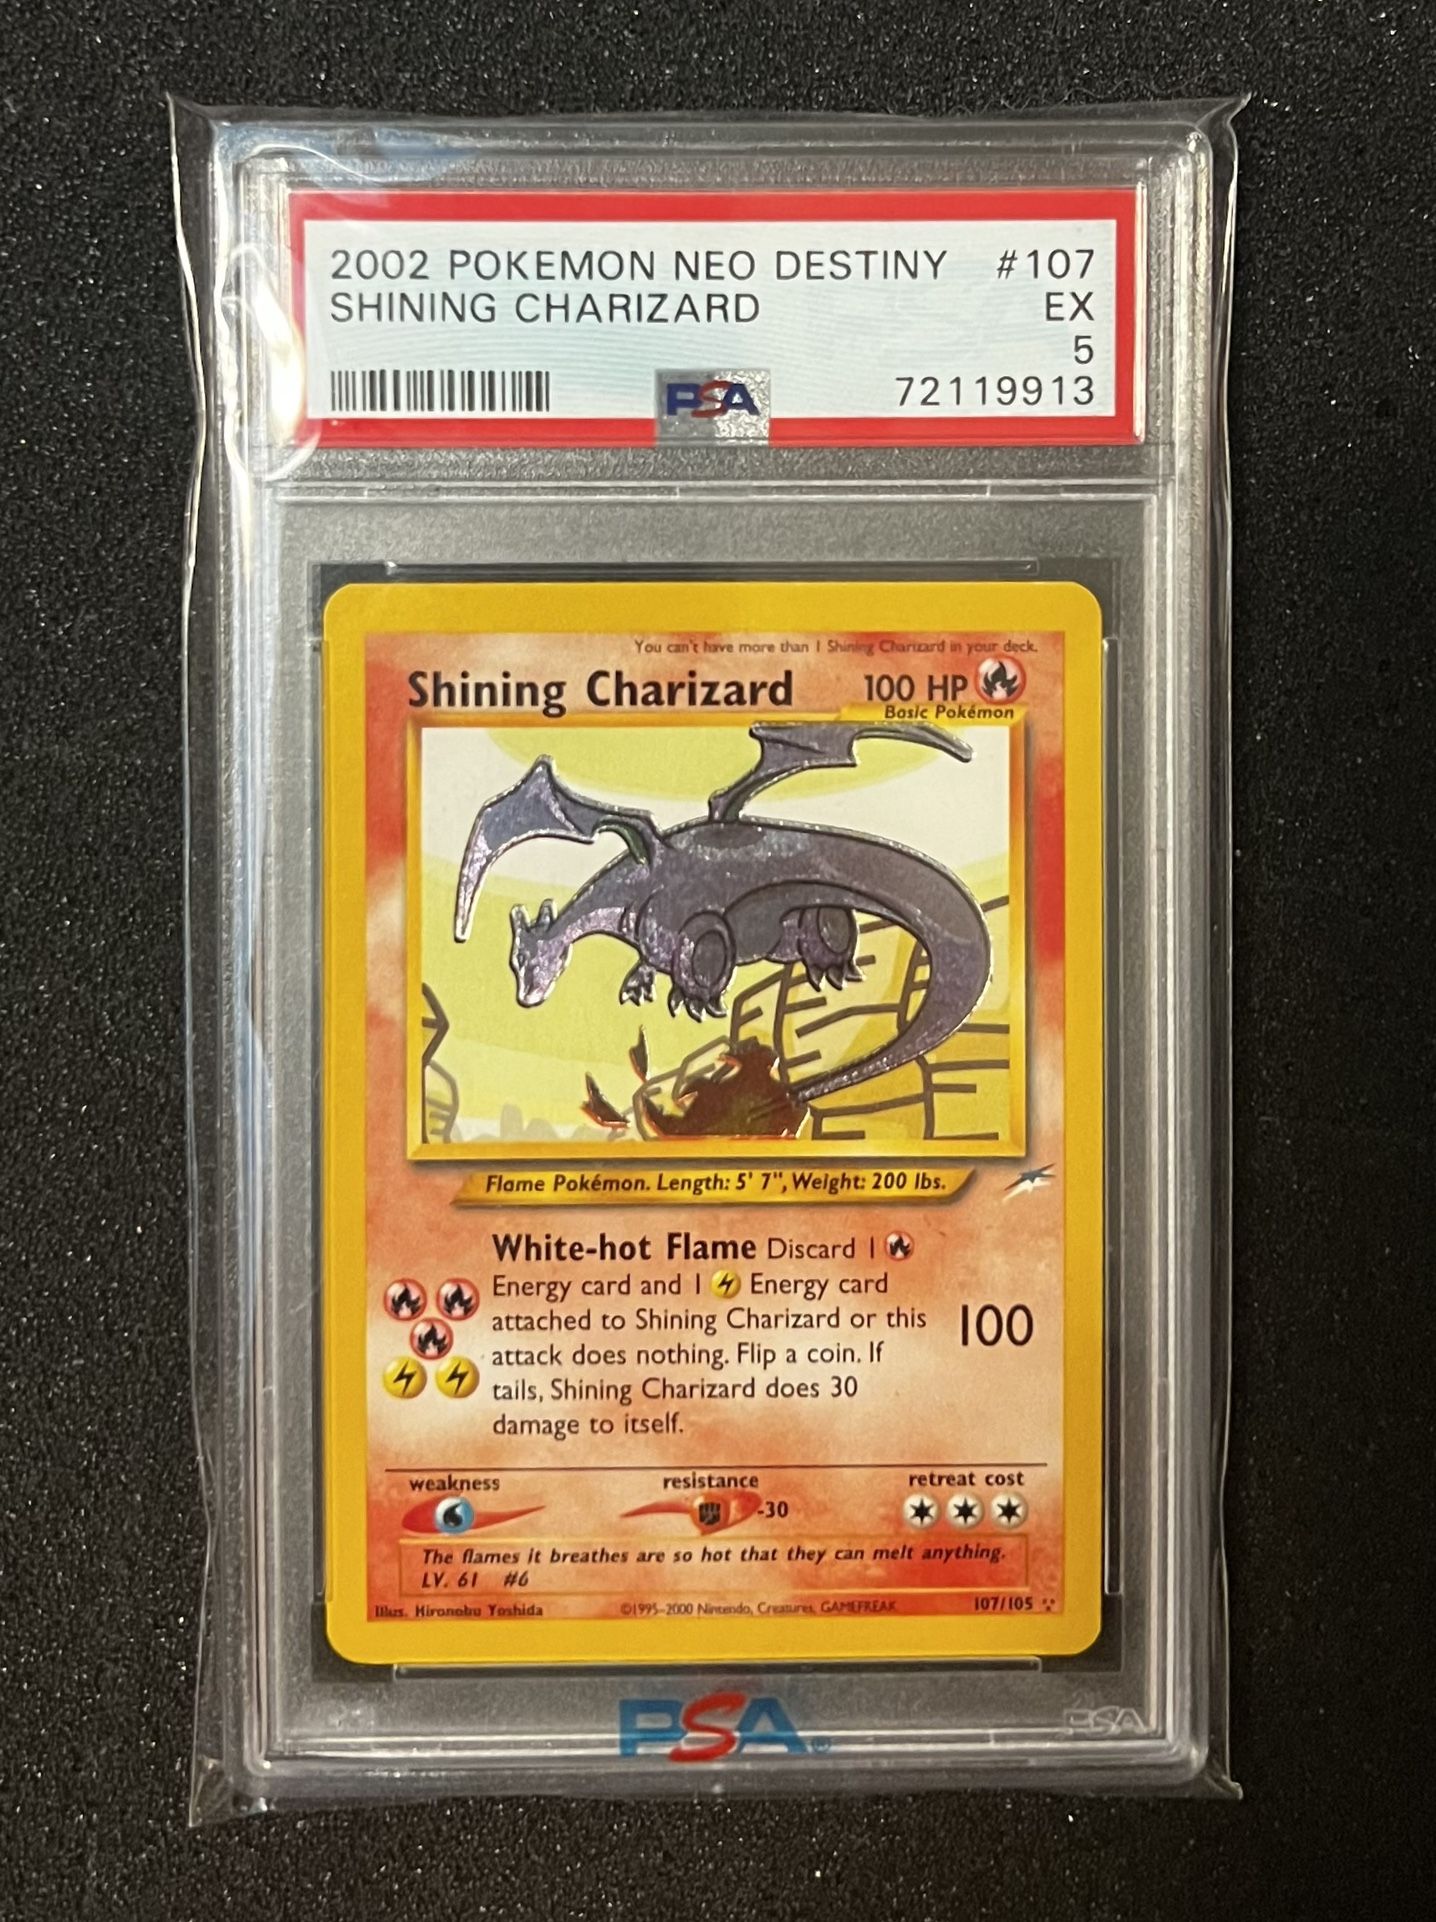 2002 POKEMON NEO DESTINY #107
SHINING CHARIZARD EX
5
PSA 72119913
You can't have more than 1 Shining Charizard in your deck.
Shining Charizard 100 HP
Basic Pokémon
Flame Pokémon. Length: 5' 7", Weight: 200 lbs.
White-hot Flame Discard 1
Energy card and 1 Energy card
attached to Shining Charizard or this
attack does nothing. Flip a coin. If
tails, Shining Charizard does 30
damage to itself.
100
weakness resistance retreat cost
-30
The flames it breathes are so hot that they can melt anything.
LV. 61 #6
Illus. Hironobu Yoshida ©1995-2000 Nintendo, Creatures, GAMEFREAK 107/105
PSA®
PSA